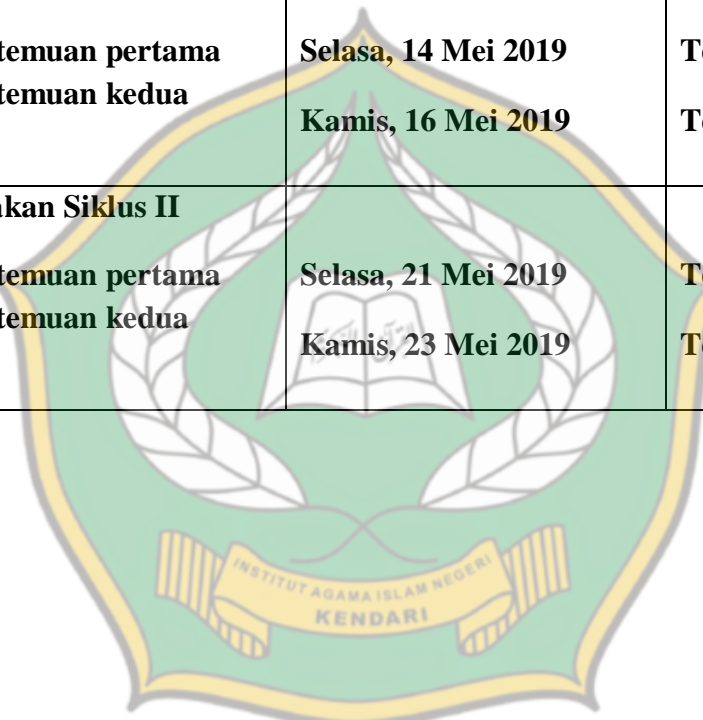 temuan pertama
Selasa, 14 Mei 2019
temuan kedua
Kamis, 16 Mei 2019
akan Siklus II
temuan pertama
Selasa, 21 Mei 2019
temuan kedua
Kamis, 23 Mei 2019
INSTITUT AGAMA ISLAM NEGERI
KENDARI